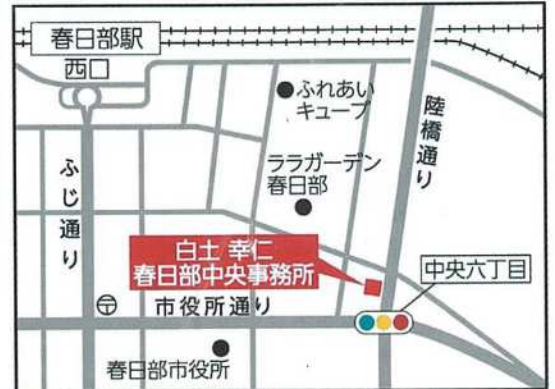 春日部駅
西口
ふれあい
キューブ
陸橋通り
ふじ通り
ララガーデン
春日部
白土 幸仁
春日部中央事務所
中央六丁目
〒
市役所通り
春日部市役所